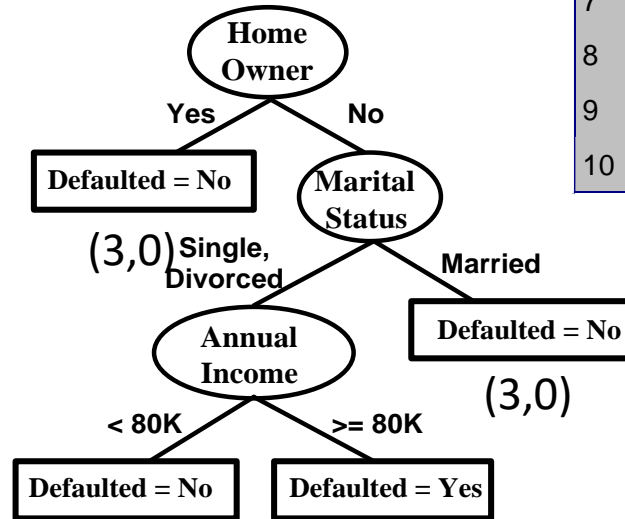 7
8
9
10
Home
Owner
Yes
No
Defaulted = No
Marital
Status
(3,0)
Single,
Divorced
Married
Annual
Income
Defaulted = No
(3,0)
< 80K
>= 80K
Defaulted = No
Defaulted = Yes